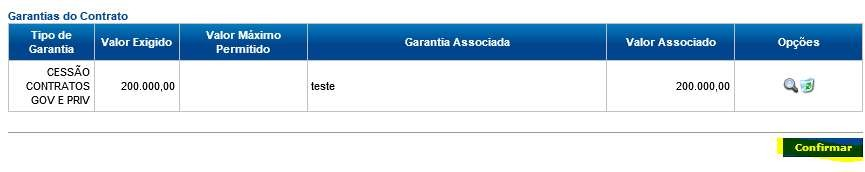 Garantias do Contrato
Tipo de Garantia
Valor Exigido
Valor Máximo Permitido
Garantia Associada
Valor Associado
Opções
CESSÃO CONTRATOS GOV E PRIV
200.000,00
teste
200.000,00
Confirmar